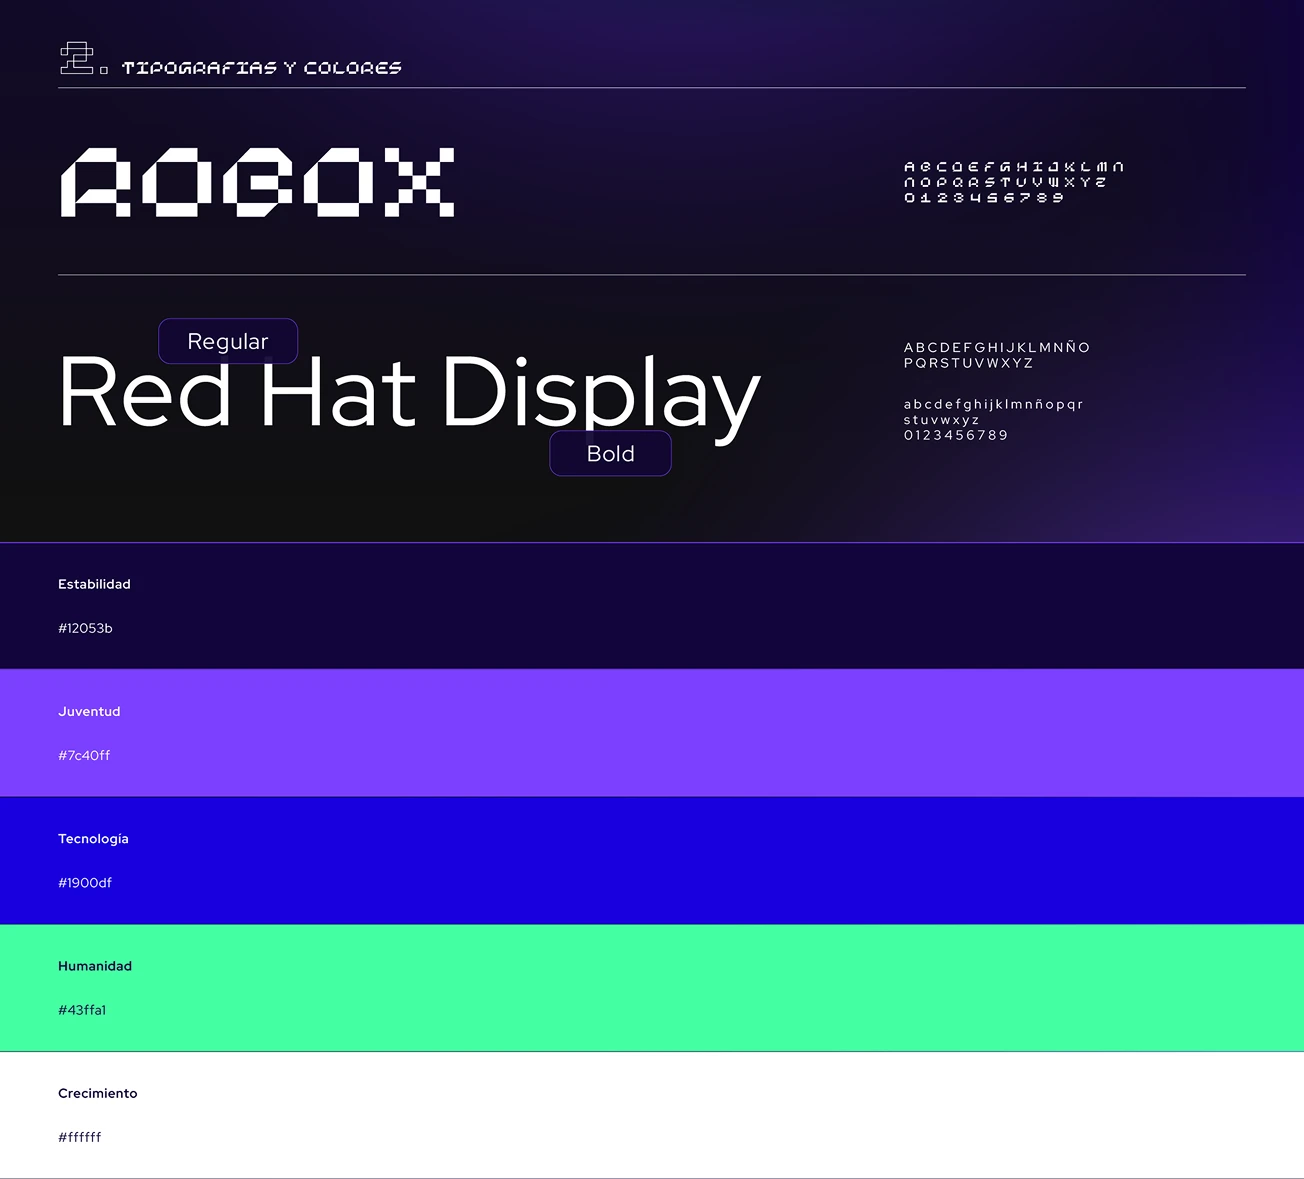 2. TIPOGRAFIAS Y COLORES
ROBOX
ABCDEFGHIJKLMN
NOPQRSTUVWXYZ
0123456789
Regular
Red Hat Display
Bold
ABCDEFGHIJKLMNÑO
PQRSTUVWXYZ
abcdefghijklmnñopqr
stuvwxyz
0123456789
Estabilidad
#12053b
Juventud
#7c40ff
Tecnología
#1900df
Humanidad
#43ffa1
Crecimiento
#ffffff